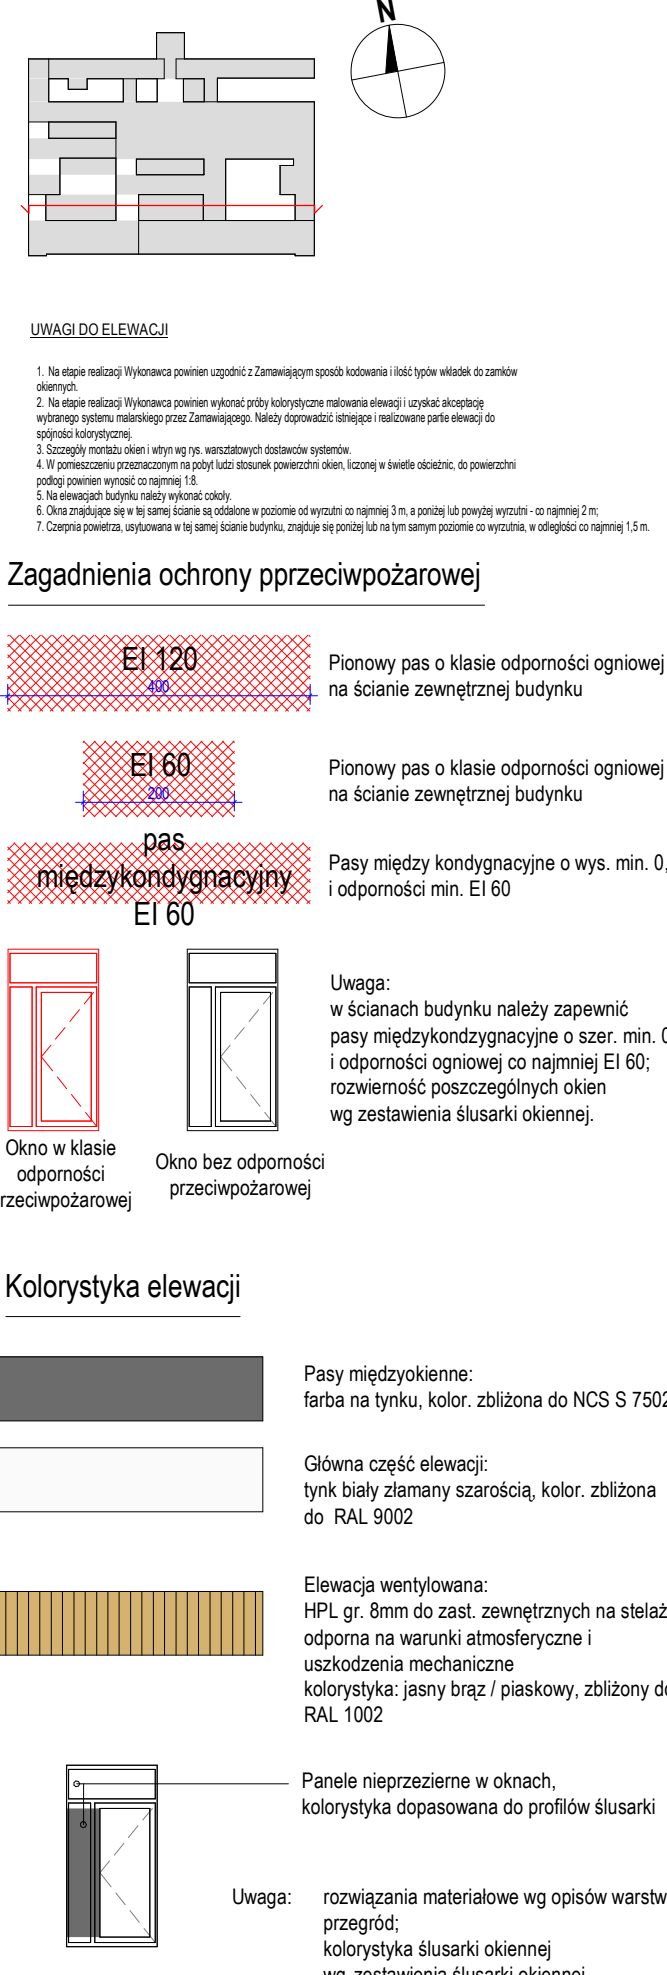 N
UWAGI DO ELEWACJI
1. Na etapie realizacji Wykonawca powinien uzgodnić z Zamawiającym sposób kodowania i ilość typów wkładek do zamków
okiennych.
2. Na etapie realizacji Wykonawca powinien wykonać próby kolorystyczne malowania elewacji i uzyskać akceptację
wybranego systemu malarskiego przez Zamawiającego. Należy doprowadzić istniejące i realizowane partie elewacji do
spójności kolorystycznej.
3. Szczegóły montażu okien i wtryn wg rys. warsztatowych dostawców systemów.
4. W pomieszczeniu przeznaczonym na pobyt ludzi stosunek powierzchni okien, liczonej w świetle ościeżnic, do powierzchni
podłogi powinien wynosić co najmniej 1:8.
5. Na elewacjach budynku należy wykonać cokoły.
6. Okna znajdujące się w tej samej ścianie są oddalone w poziomie od wyrzutni co najmniej 3 m, a poniżej lub powyżej wyrzutni - co najmniej 2 m;
7. Czerpnia powietrza, usytuowana w tej samej ścianie budynku, znajduje się poniżej lub na tym samym poziomie co wyrzutnia, w odległości co najmniej 1,5 m.
Zagadnienia ochrony pprzeciwpożarowej
EI 120
400
Pionowy pas o klasie odporności ogniowej
na ścianie zewnętrznej budynku
EI 60
200
Pionowy pas o klasie odporności ogniowej
na ścianie zewnętrznej budynku
pas
międzykondygnacyjny
EI 60
Pasy między kondygnacyjne o wys. min. 0,
i odporności min. EI 60
Uwaga:
w ścianach budynku należy zapewnić
pasy międzykondzygnacyjne o szer. min. 0
i odporności ogniowej co najmniej EI 60;
rozwierność poszczególnych okien
wg zestawienia ślusarki okiennej.
Okno w klasie
odporności
rzeciwpożarowej
Okno bez odporności
przeciwpożarowej
Kolorystyka elewacji
Pasy międzyokienne:
farba na tynku, kolor. zbliżona do NCS S 7502
Główna część elewacji:
tynk biały złamany szarością, kolor. zbliżona
do RAL 9002
Elewacja wentylowana:
HPL gr. 8mm do zast. zewnętrznych na stelaż
odporna na warunki atmosferyczne i
uszkodzenia mechaniczne
kolorystyka: jasny brąz / piaskowy, zbliżony do
RAL 1002
Panele nieprzezierne w oknach,
kolorystyka dopasowana do profilów ślusarki
Uwaga: rozwiązania materiałowe wg opisów warstw
przegród;
kolorystyka ślusarki okiennej
wg. zestawienia ślusarki okiennej